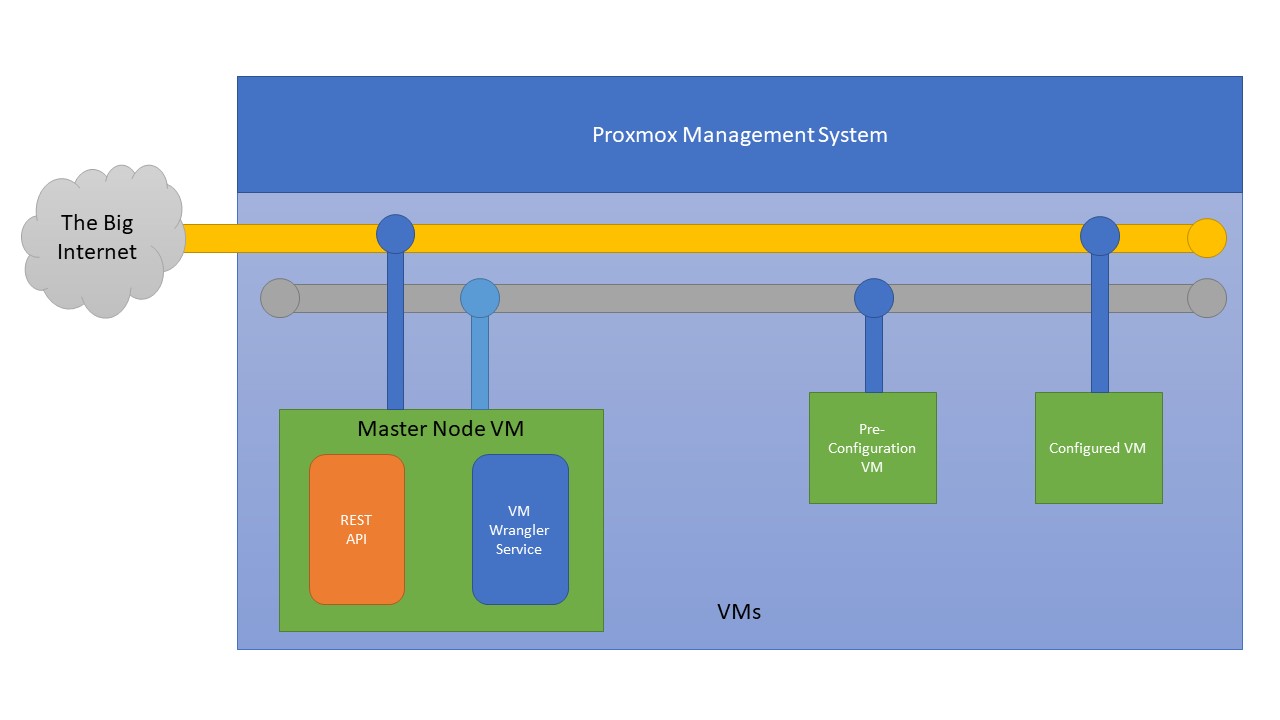 Proxmox Management System
The Big
Internet
Master Node VM
REST
API
VM
Wrangler
Service
Pre-
Configuration
VM
Configured VM
VMs